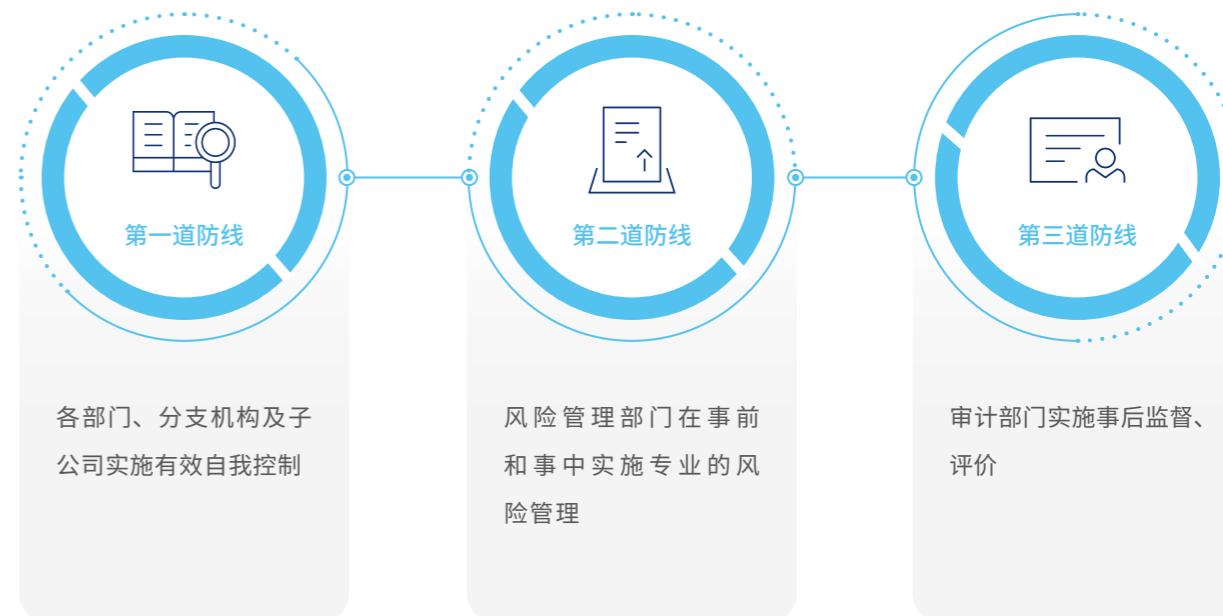 第一道防线
各部门、分支机构及子
公司实施有效自我控制
第二道防线
风险管理部门在事前
和事中实施专业的风
险管理
第三道防线
审计部门实施事后监督、
评价